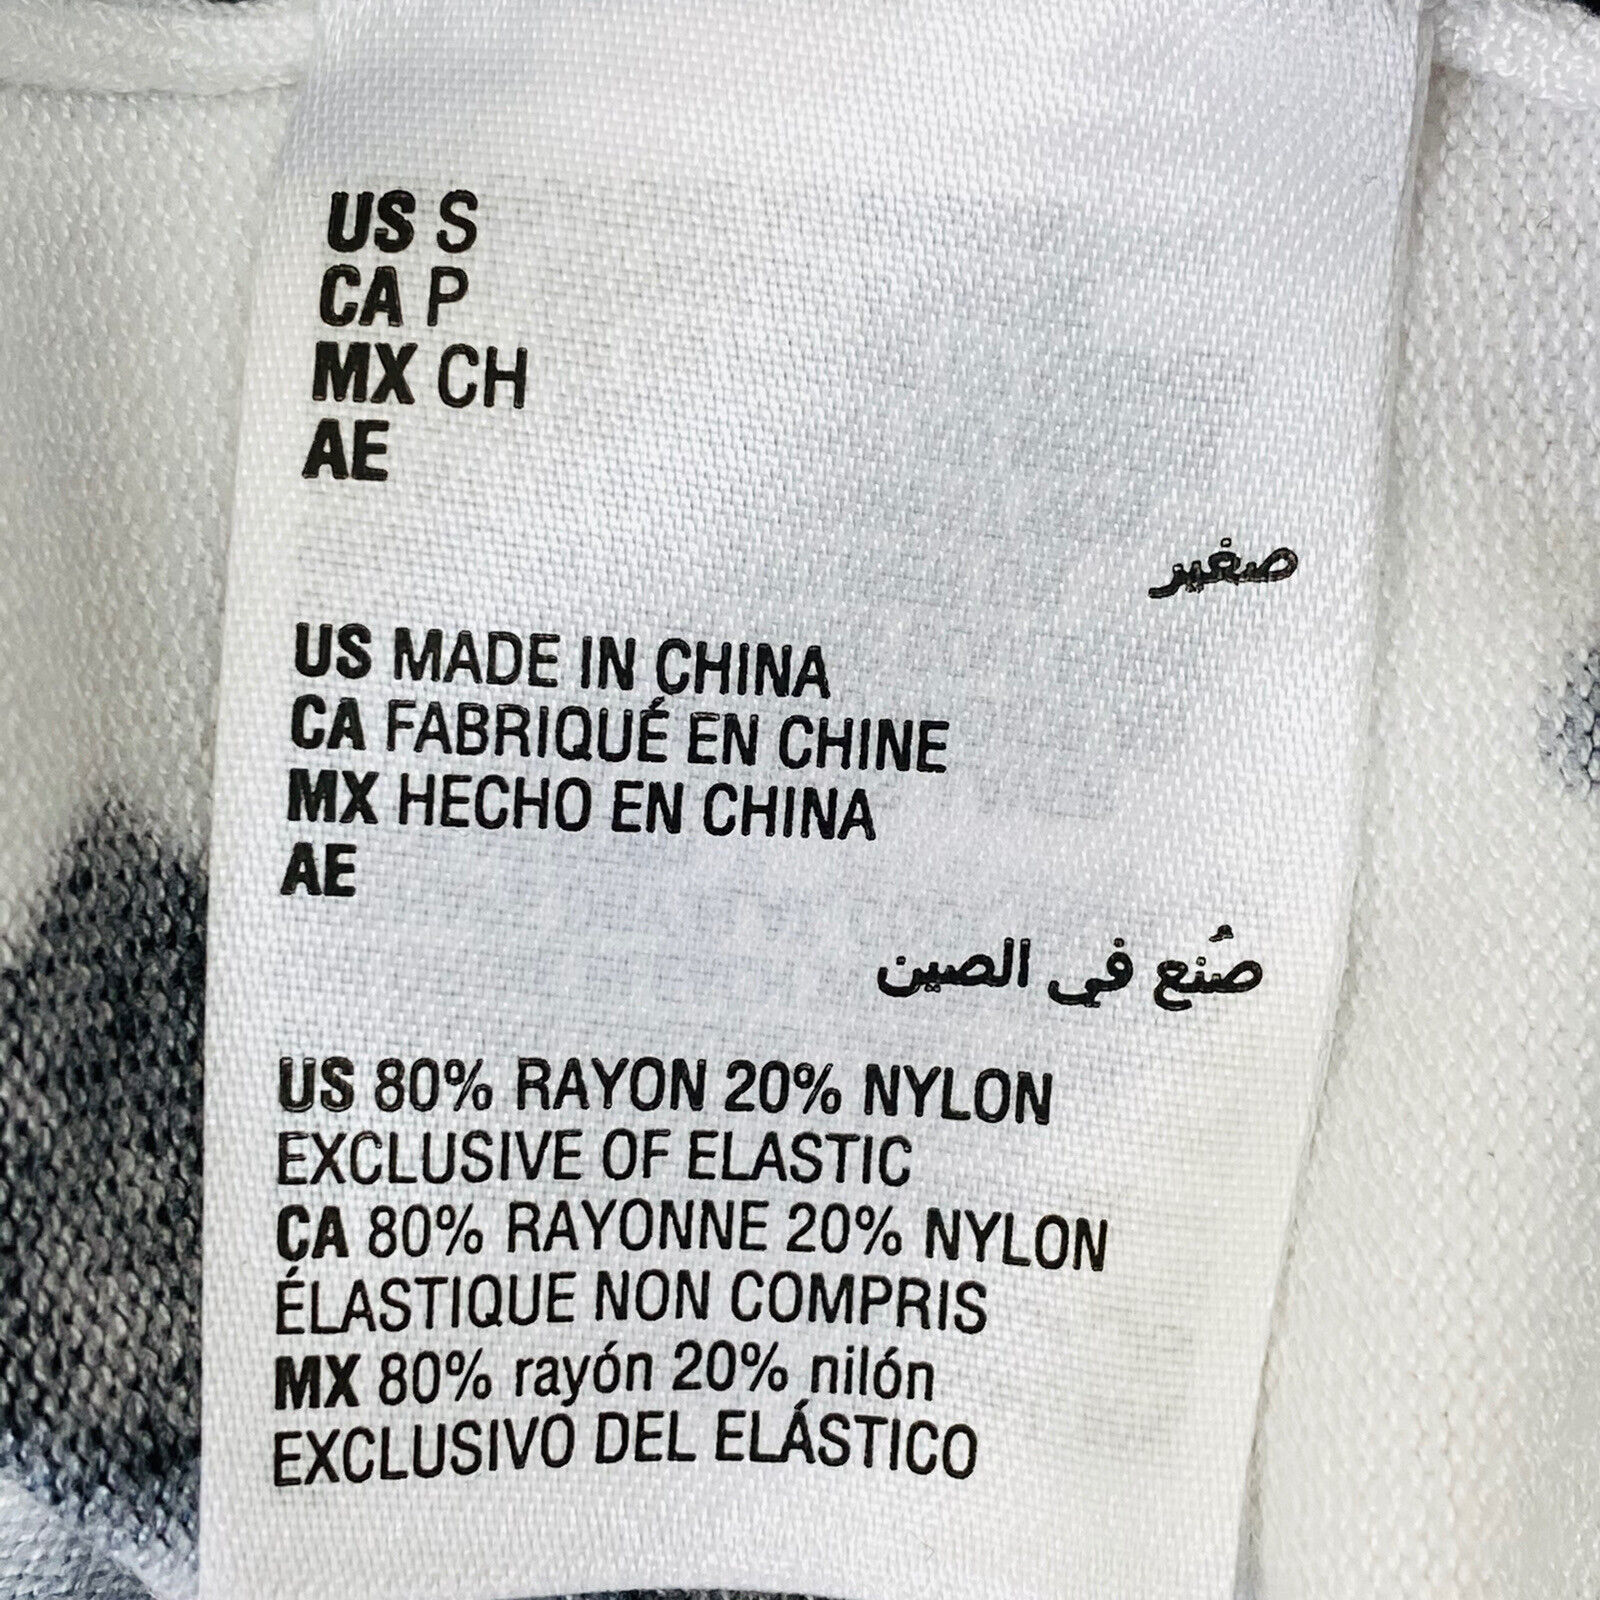 US S
CA P
MX CH
AE
صغير
US MADE IN CHINA
CA FABRIQUÉ EN CHINE
MX HECHO EN CHINA
AE
صُنع في الصين
US 80% RAYON 20% NYLON
EXCLUSIVE OF ELASTIC
CA 80% RAYONNE 20% NYLON
ÉLASTIQUE NON COMPRIS
MX 80% rayón 20% nilón
EXCLUSIVO DEL ELÁSTICO